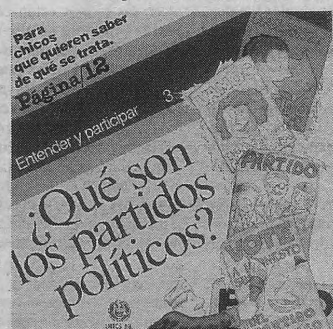 Para
chicos
que quieren saber
de qué se trata.
Página/12
Entender y participar 3
¿Qué son
los partidos
políticos?
PARTIDO
VOTE